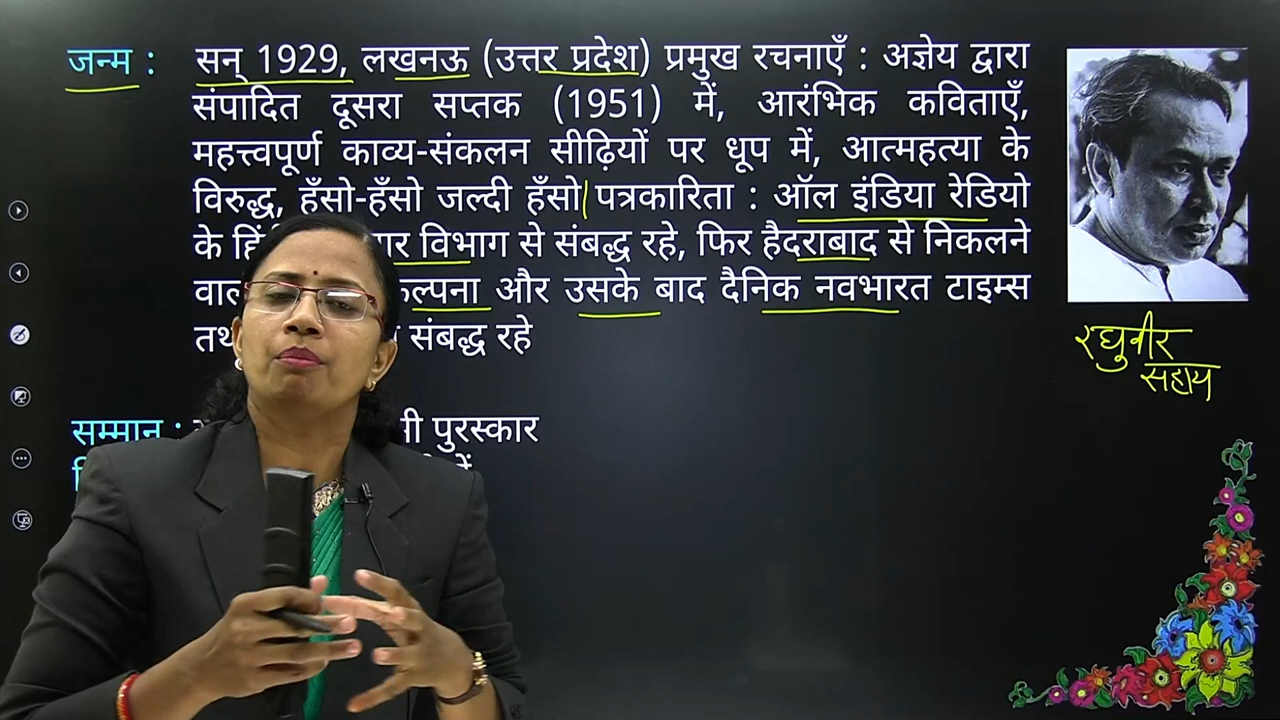 जन्म : सन् 1929, लखनऊ (उत्तर प्रदेश) प्रमुख रचनाएँ : अज्ञेय द्वारा
संपादित दूसरा सप्तक (1951) में, आरंभिक कविताएँ,
महत्त्वपूर्ण काव्य-संकलन सीढ़ियों पर धूप में, आत्महत्या के
विरुद्ध, हँसो-हँसो जल्दी हँसो पत्रकारिता : ऑल इंडिया रेडियो
के विभाग से संबद्ध रहे, फिर हैदराबाद से निकलने
और उसके बाद दैनिक नवभारत टाइम्स
संबद्ध रहे
रघुवीर
सहाय
सम्मान : पुरस्कार